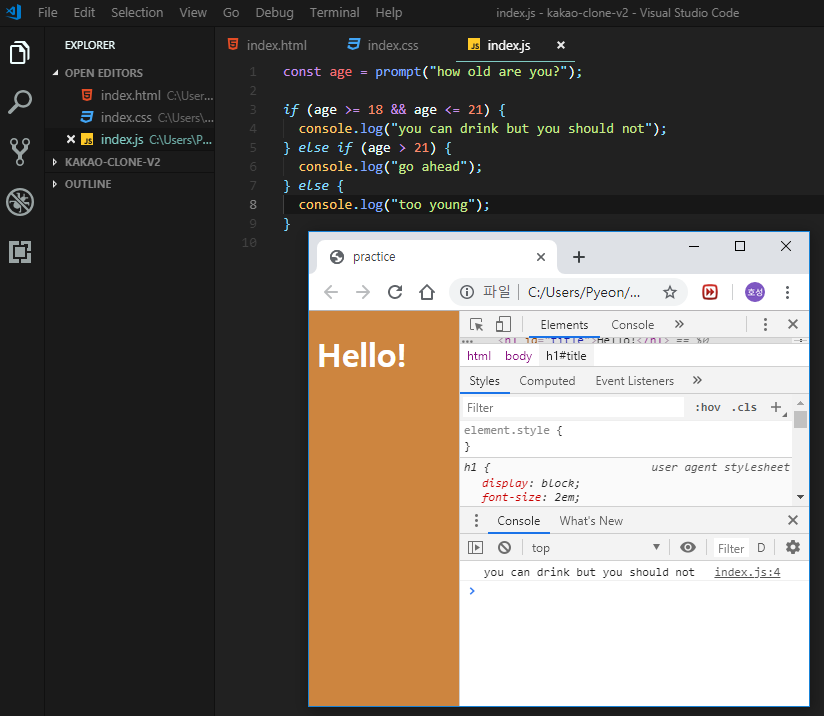 File Edit Selection View Go Debug Terminal Help index.js - kakao-clone-v2 - Visual Studio Code
EXPLORER
OPEN EDITORS
index.html C:\User...
index.css C:\Users\...
index.js C:\Users\P...
KAKAO-CLONE-V2
OUTLINE
index.html index.css JS index.js
1 const age = prompt("how old are you?");
2
3 if (age >= 18 && age <= 21) {
4 console.log("you can drink but you should not");
5 } else if (age > 21) {
6 console.log("go ahead");
7 } else {
8 console.log("too young");
9 }
10
practice
파일 C:/Users/Pyeon/... 호성
Hello!
Elements Console
<h1 id="title">Hello!</h1> == $0
html body h1#title
Styles Computed Event Listeners
Filter :hov .cls
element.style {
}
h1 { user agent stylesheet
display: block;
font-size: 2em;
Console What's New
top Filter D
you can drink but you should not index.js:4